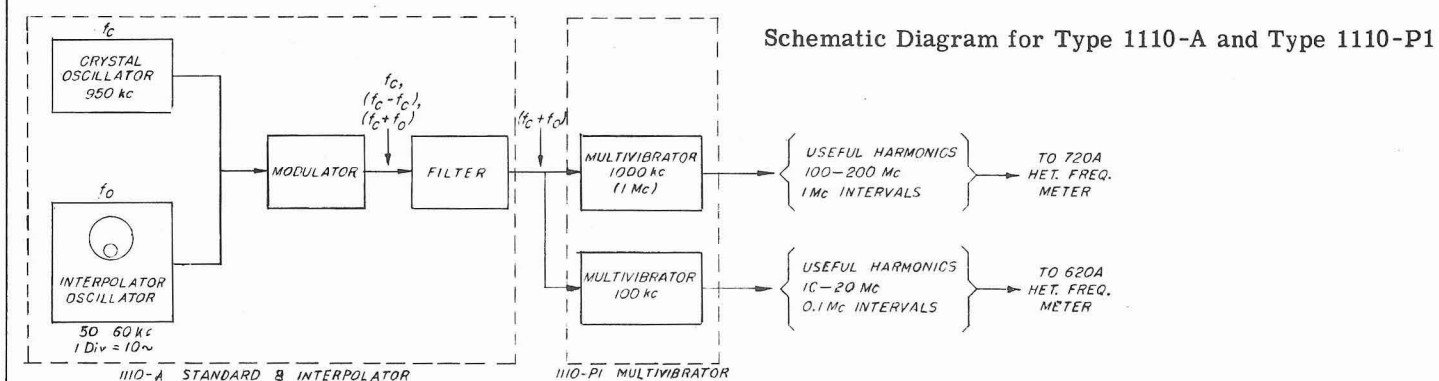 Schematic Diagram for Type 1110-A and Type 1110-P1
fC
CRYSTAL
OSCILLATOR
950 kc
fO
INTERPOLATOR
OSCILLATOR
50 60 kc
1 Div = 10~
MODULATOR
fC,
(fC - fC),
(fC + fO)
FILTER
1110-A STANDARD & INTERPOLATOR
(fC + fO)
MULTIVIBRATOR
1000 kc
(1 Mc)
MULTIVIBRATOR
100 kc
1110-P1 MULTIVIBRATOR
USEFUL HARMONICS
100-200 Mc
1 Mc INTERVALS
TO 720A
HET. FREQ.
METER
USEFUL HARMONICS
1C-20 Mc
0.1 Mc INTERVALS
TO 620A
HET. FREQ.
METER